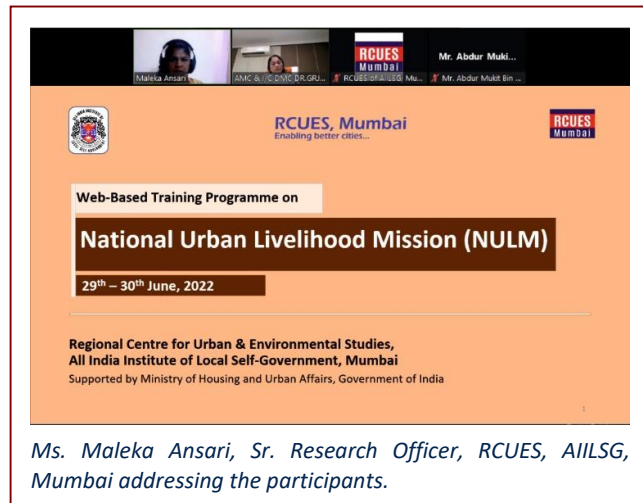 RCUES
Mumbai
Mr. Abdur Muki...
Maleka Ansari
AMC & I/C DMC DR.GRJ...
RCUES of AIILSG, Mu...
Mr. Abdur Mukit Bin ...
RCUES, Mumbai
Enabling better cities...
RCUES
Mumbai
Web-Based Training Programme on
National Urban Livelihood Mission (NULM)
29th – 30th June, 2022
Regional Centre for Urban & Environmental Studies,
All India Institute of Local Self-Government, Mumbai
Supported by Ministry of Housing and Urban Affairs, Government of India
1
Ms. Maleka Ansari, Sr. Research Officer, RCUES, AIILSG,
Mumbai addressing the participants.